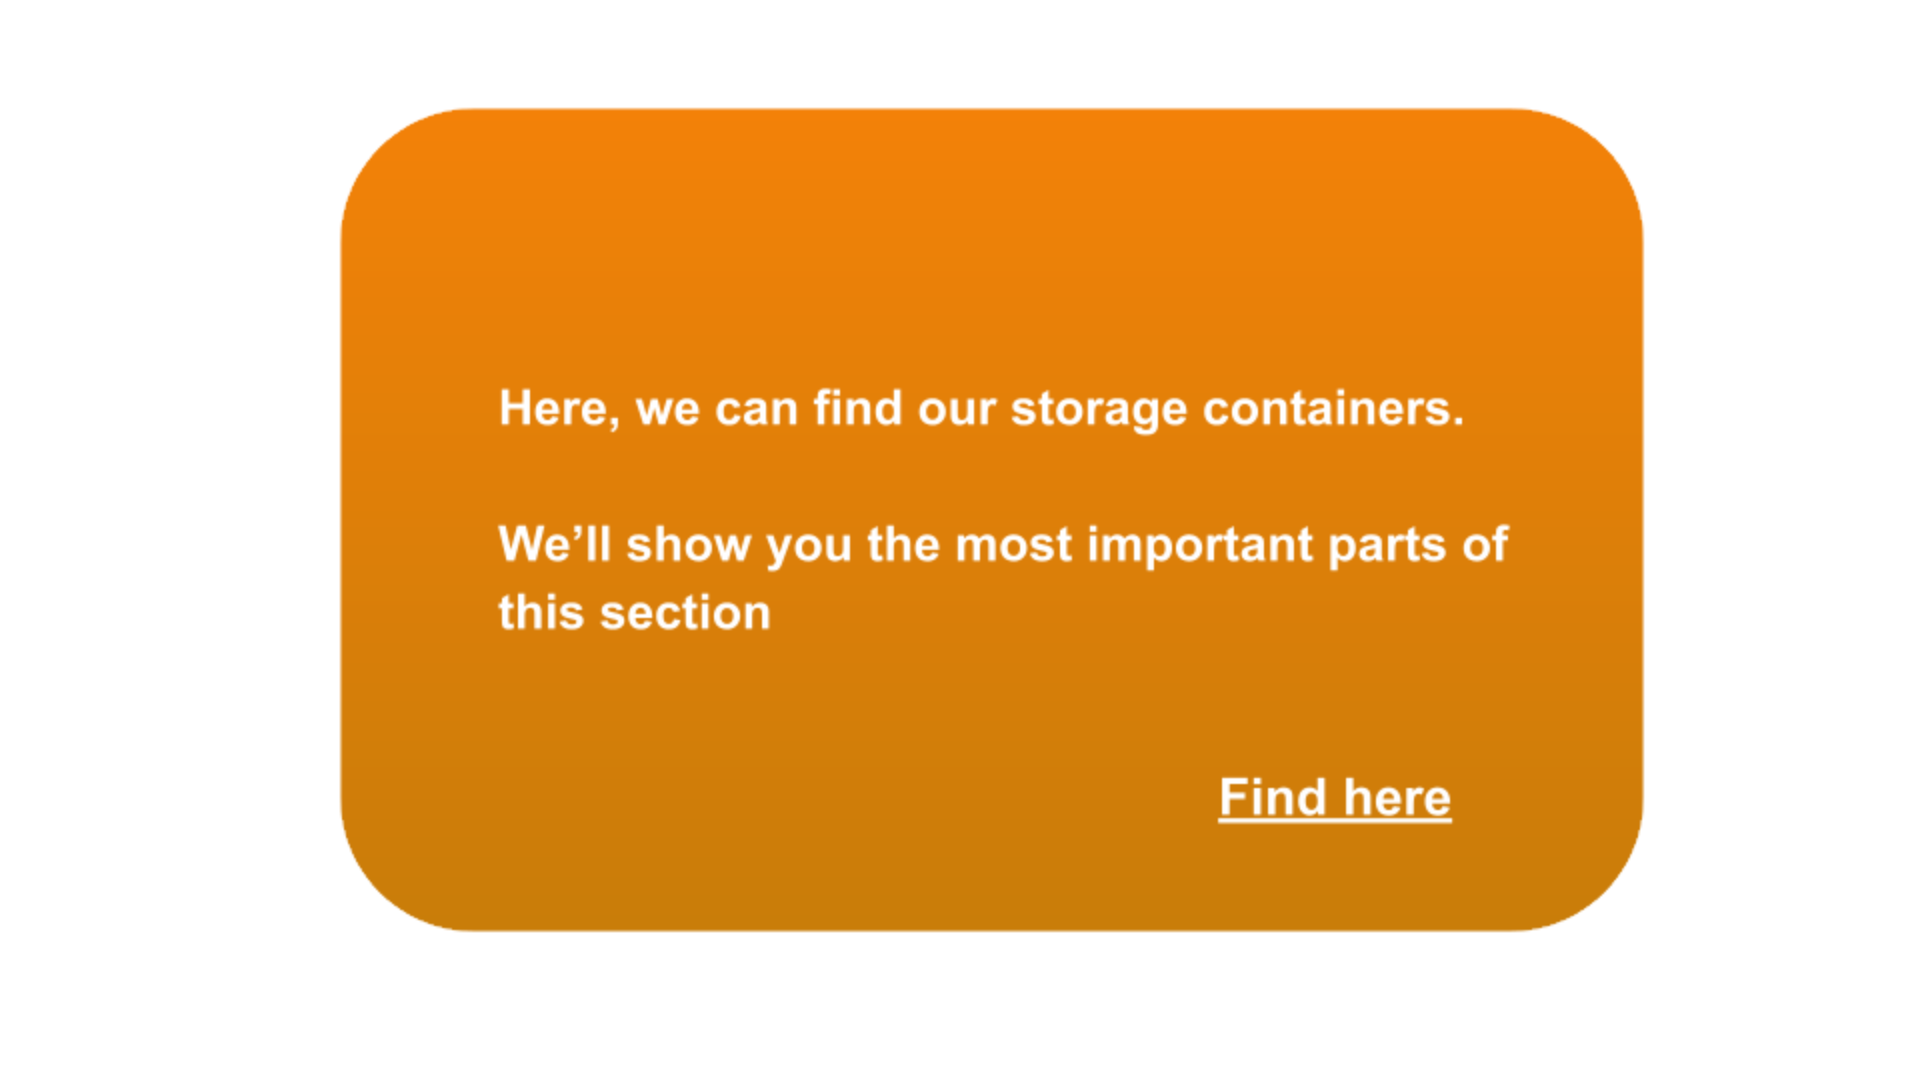 Here, we can find our storage containers.
We’ll show you the most important parts of
this section
Find here